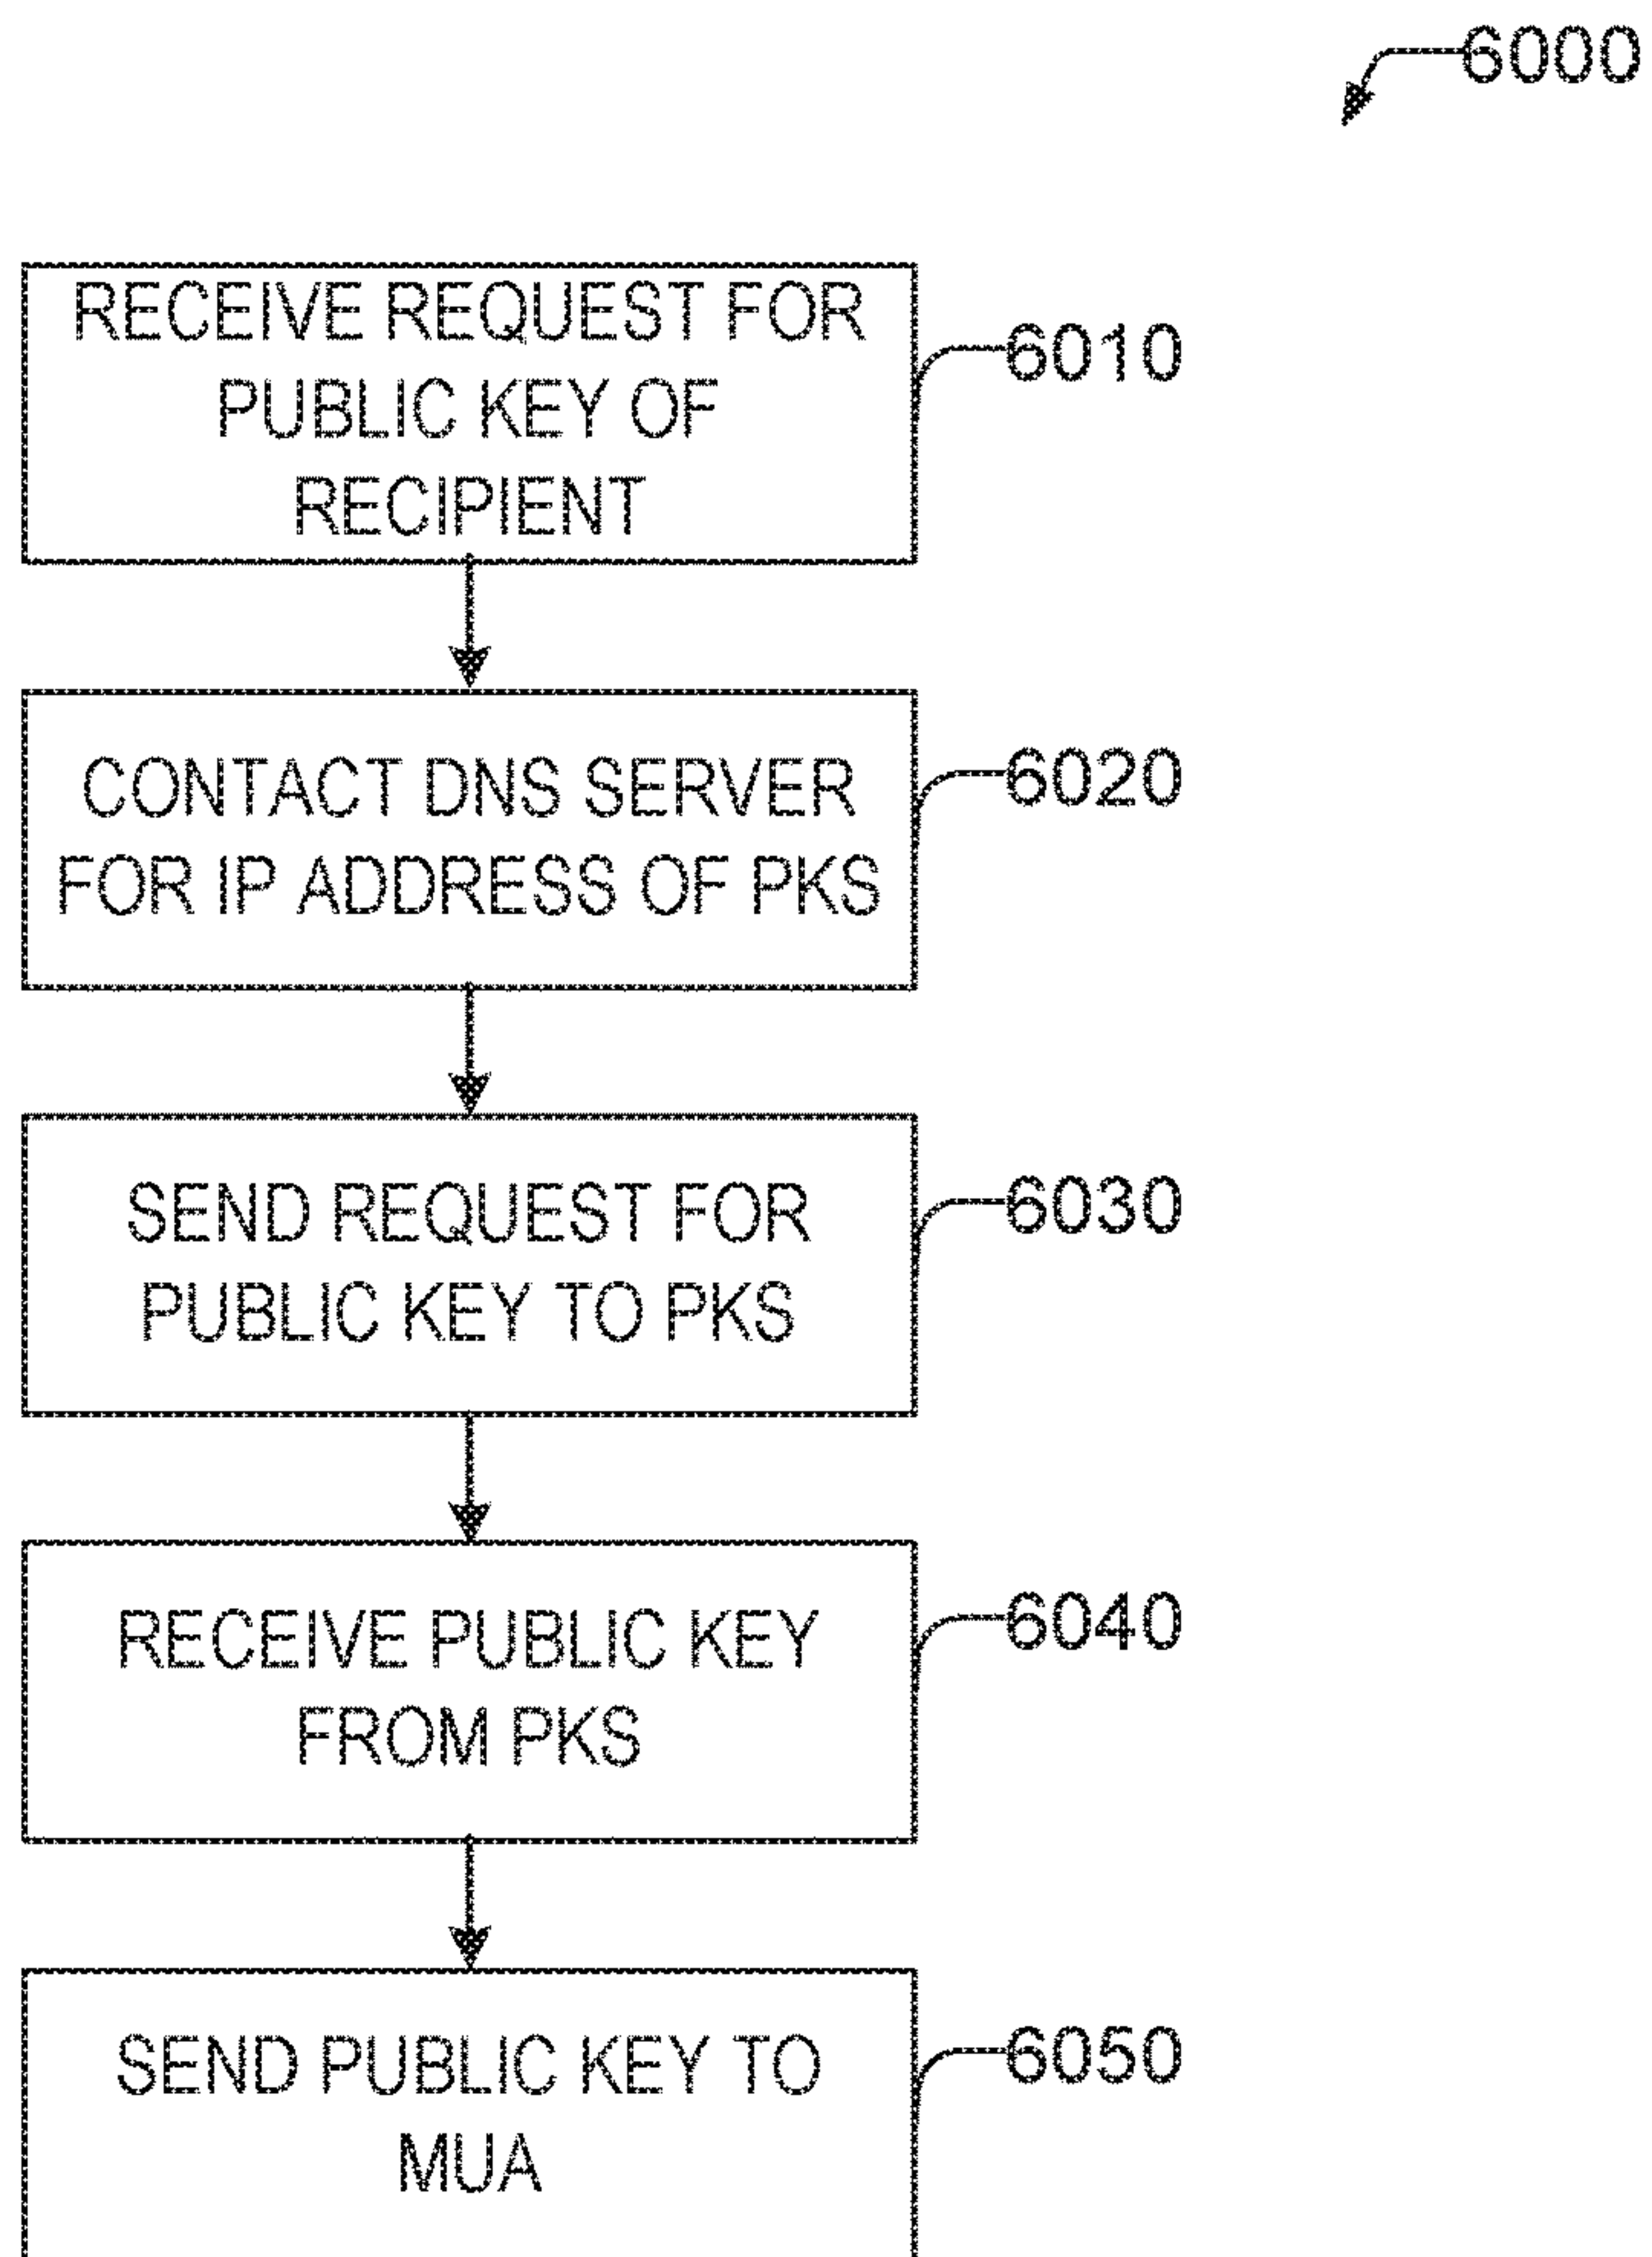 6000
RECEIVE REQUEST FOR
PUBLIC KEY OF
RECIPIENT
6010
CONTACT DNS SERVER
FOR IP ADDRESS OF PKS
6020
SEND REQUEST FOR
PUBLIC KEY TO PKS
6030
RECEIVE PUBLIC KEY
FROM PKS
6040
SEND PUBLIC KEY TO
MUA
6050